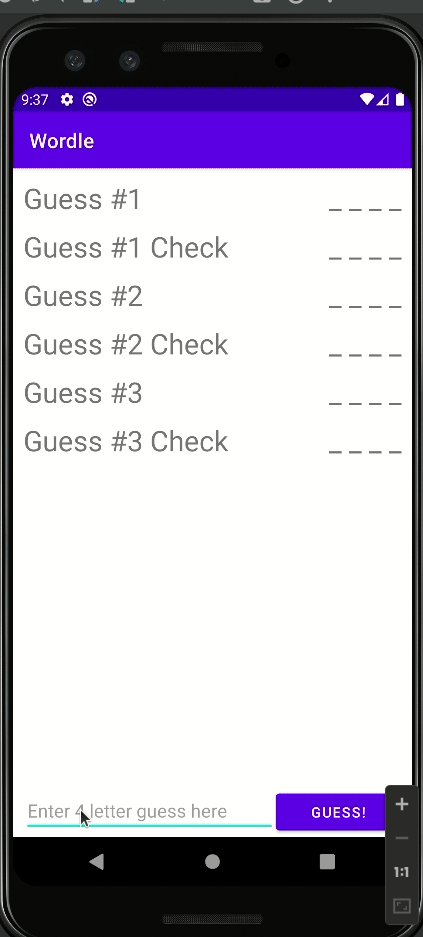 9:37
Wordle
Guess #1 _ _ _ _
Guess #1 Check _ _ _ _
Guess #2 _ _ _ _
Guess #2 Check _ _ _ _
Guess #3 _ _ _ _
Guess #3 Check _ _ _ _
Enter 4 letter guess here
GUESS!
1:1